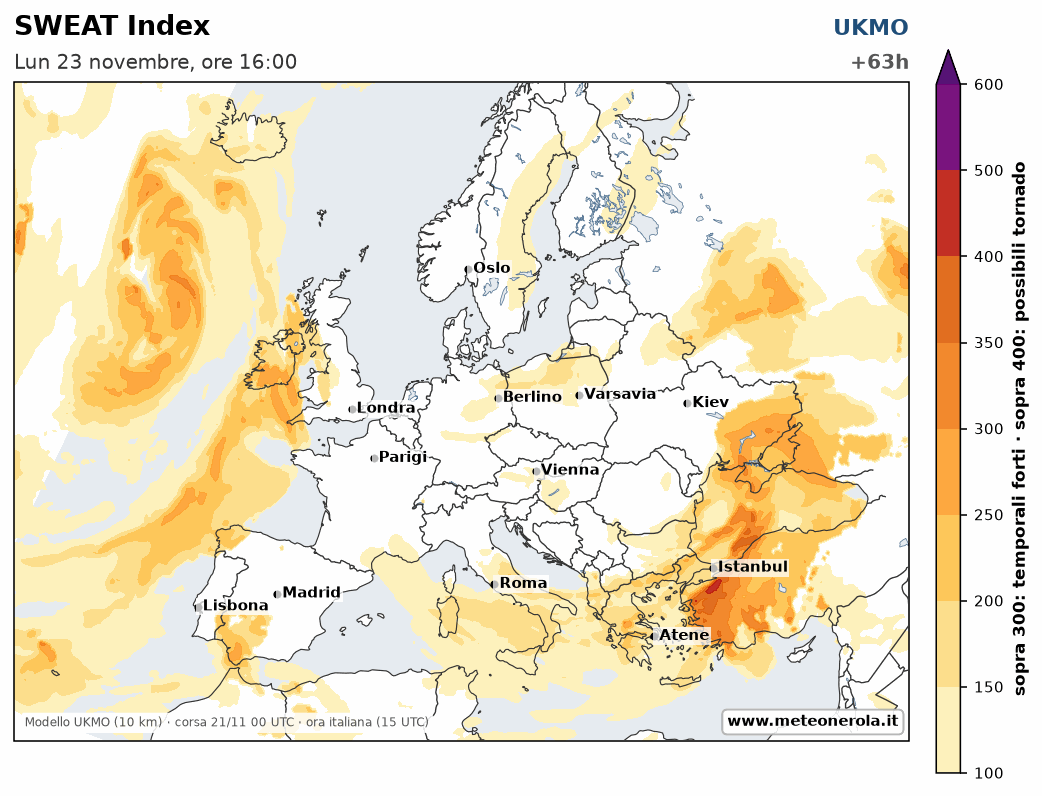 SWEAT Index
UKMO
Lun 23 novembre, ore 16:00
+63h
600
500
400
350
300
250
200
150
100
sopra 300: temporali forti · sopra 400: possibili tornado
Oslo
Berlino
Varsavia
Kiev
Londra
Parigi
Vienna
Istanbul
Roma
Madrid
Lisbona
Atene
Modello UKMO (10 km) · corsa 21/11 00 UTC · ora italiana (15 UTC)
www.meteonerola.it